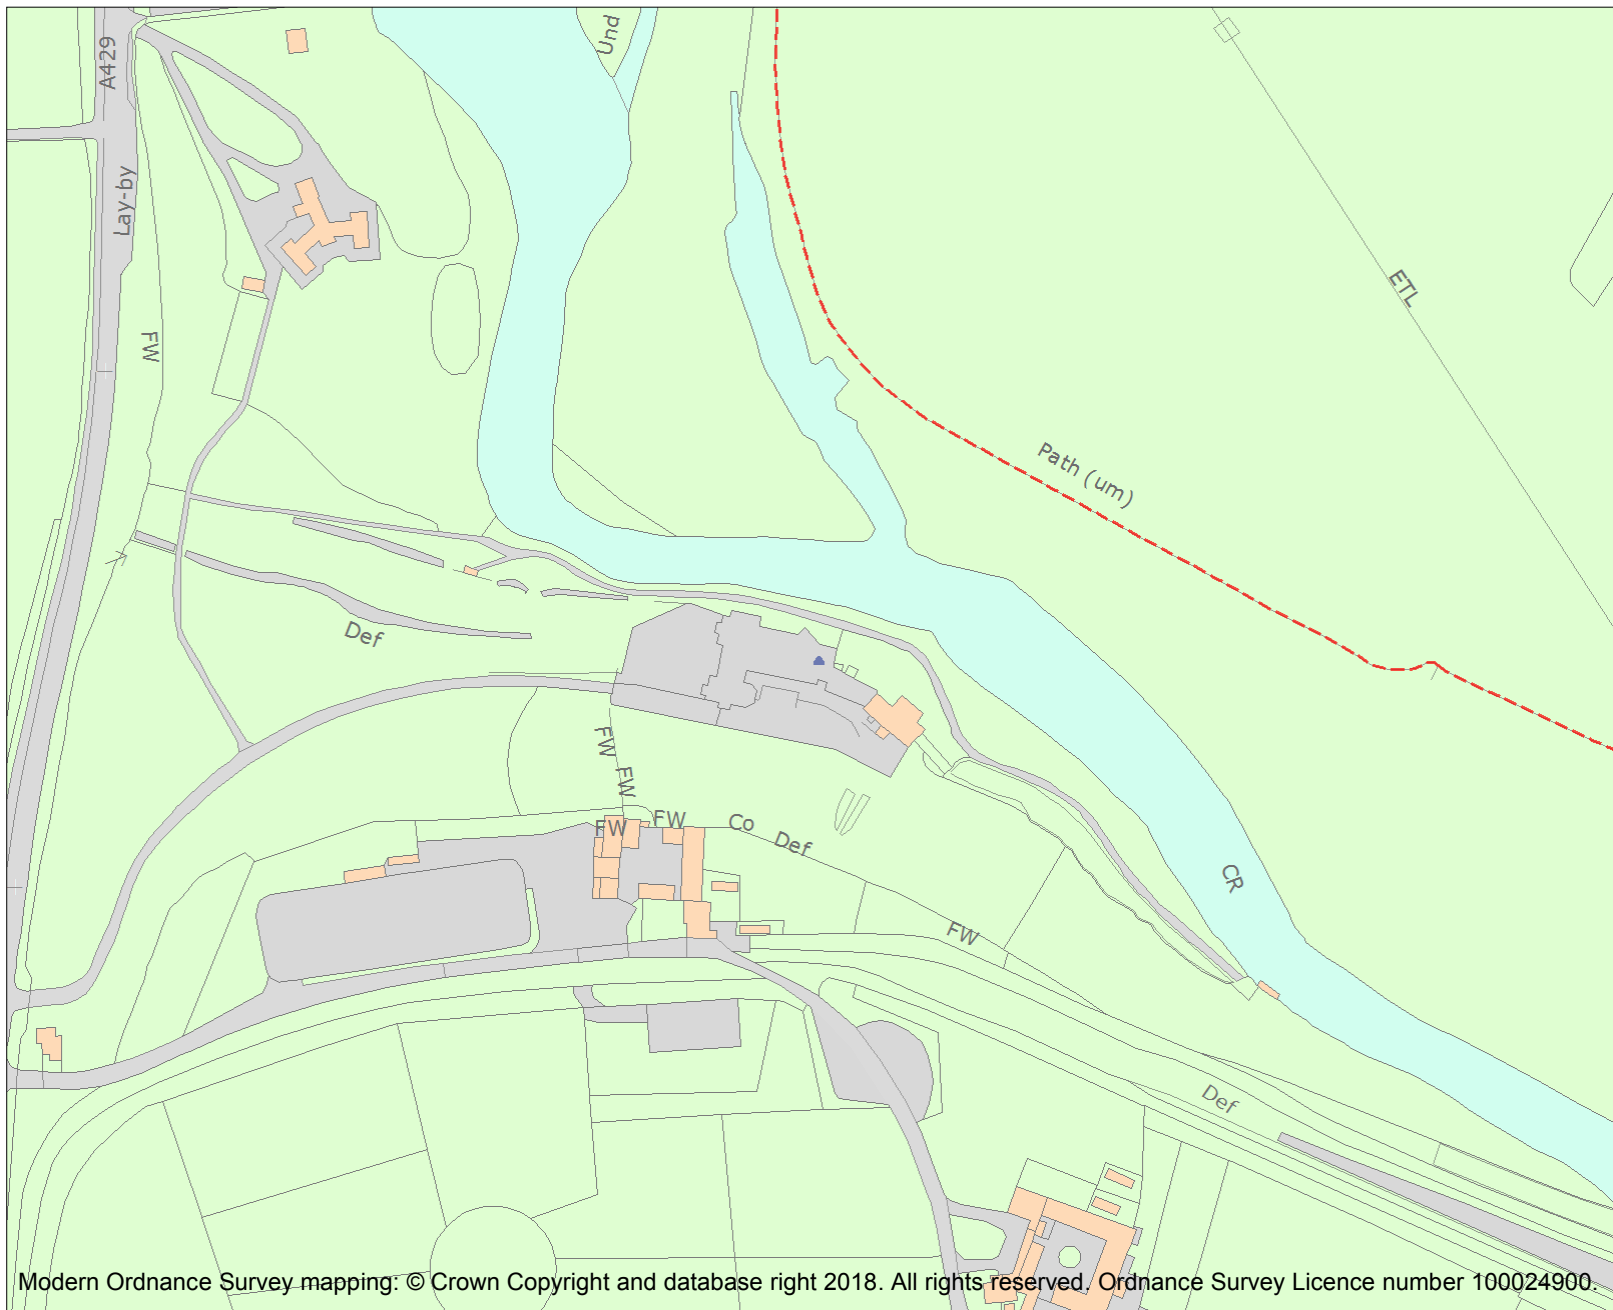 A429
Und
Lay-by
ETL
FW
Path (um)
Def
FW
FW
FW
FW
Co
Def
CR
FW
Def
Modern Ordnance Survey mapping: © Crown Copyright and database right 2018. All rights reserved. Ordnance Survey Licence number 100024900.